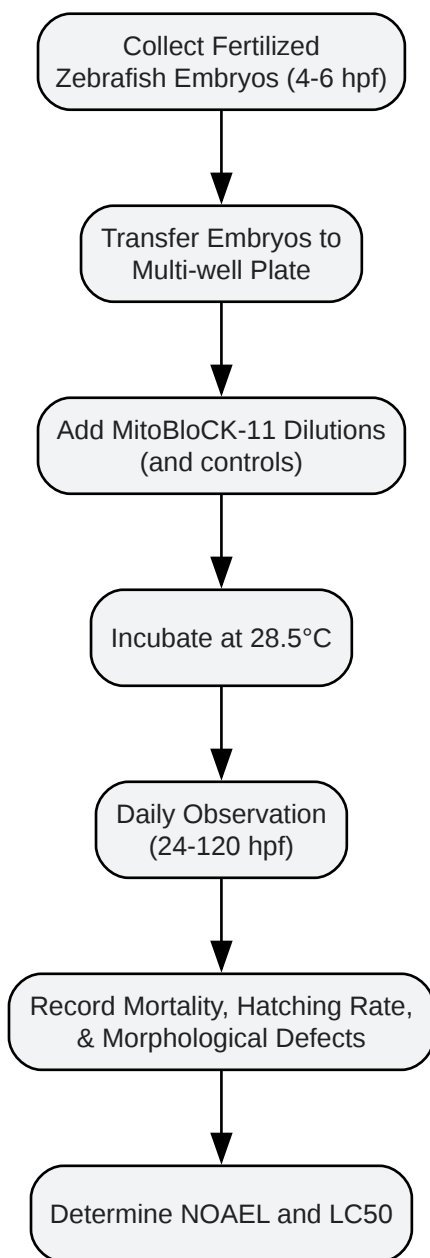 Collect Fertilized
Zebrafish Embryos (4-6 hpf)
Transfer Embryos to
Multi-well Plate
Add MitoBloCK-11 Dilutions
(and controls)
Incubate at 28.5°C
Daily Observation
(24-120 hpf)
Record Mortality, Hatching Rate,
& Morphological Defects
Determine NOAEL and LC50